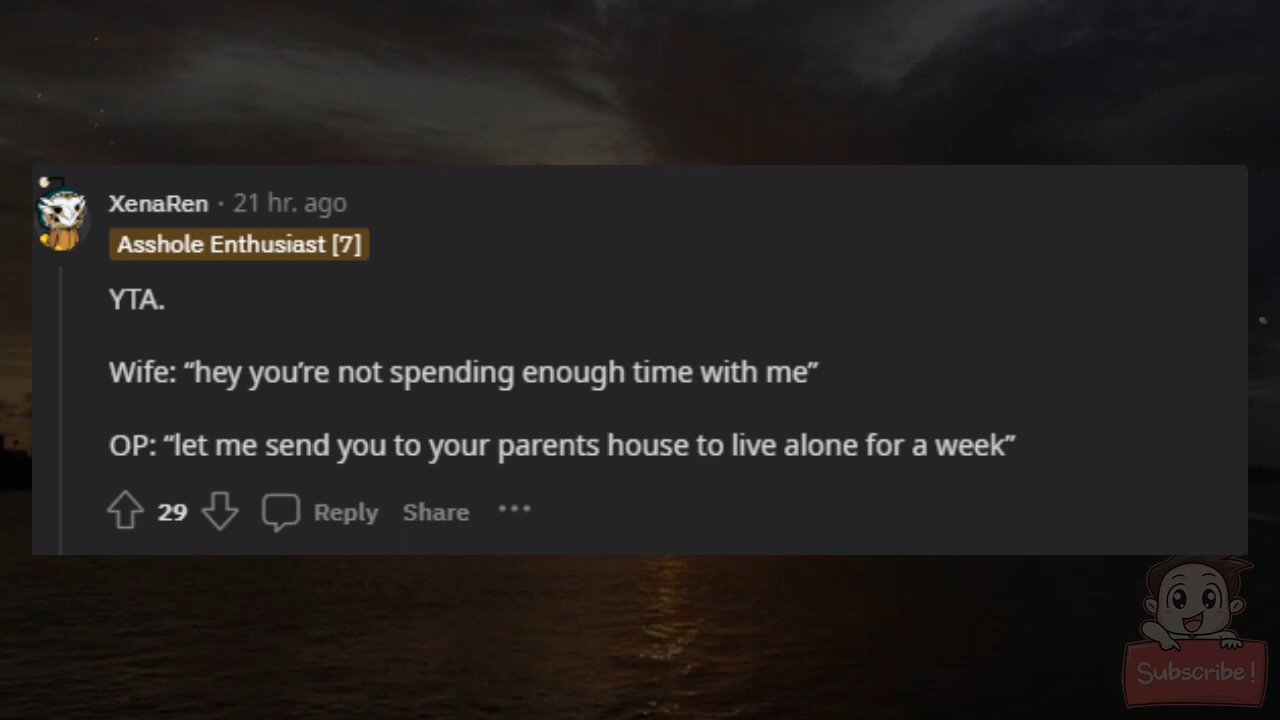 XenaRen · 21 hr. ago
Asshole Enthusiast [7]
YTA.
Wife: “hey you’re not spending enough time with me”
OP: “let me send you to your parents house to live alone for a week”
29 Reply Share ...
Subscribe!